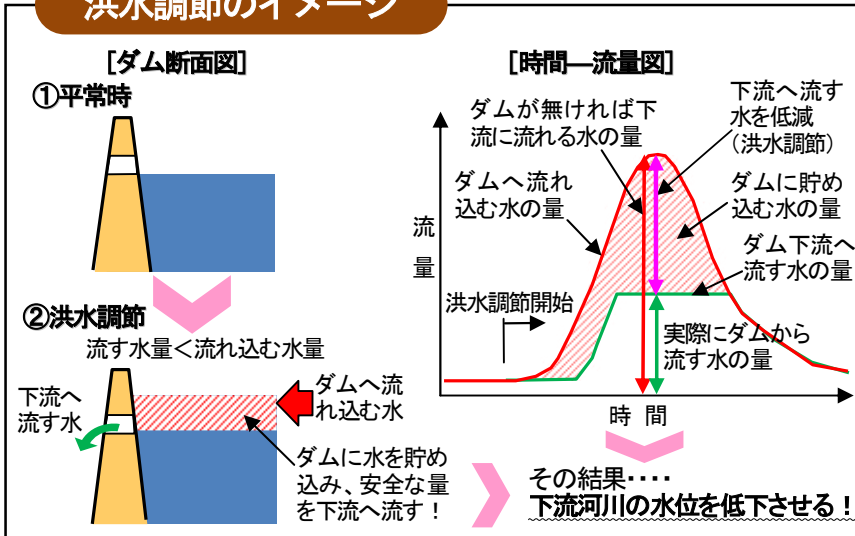 洪水調節のイメージ
［ダム断面図］
①平常時
②洪水調節
流す水量＜流れ込む水量
下流へ
流す水
ダムへ流
れ込む水
ダムに水を貯め
込み、安全な量
を下流へ流す！
［時間―流量図］
ダムが無ければ下
流に流れる水の量
下流へ流す
水を低減
（洪水調節）
ダムへ流れ
込む水の量
ダムに貯め
込む水の量
ダム下流へ
流す水の量
流
量
洪水調節開始
実際にダムから
流す水の量
時 間
その結果････
下流河川の水位を低下させる！